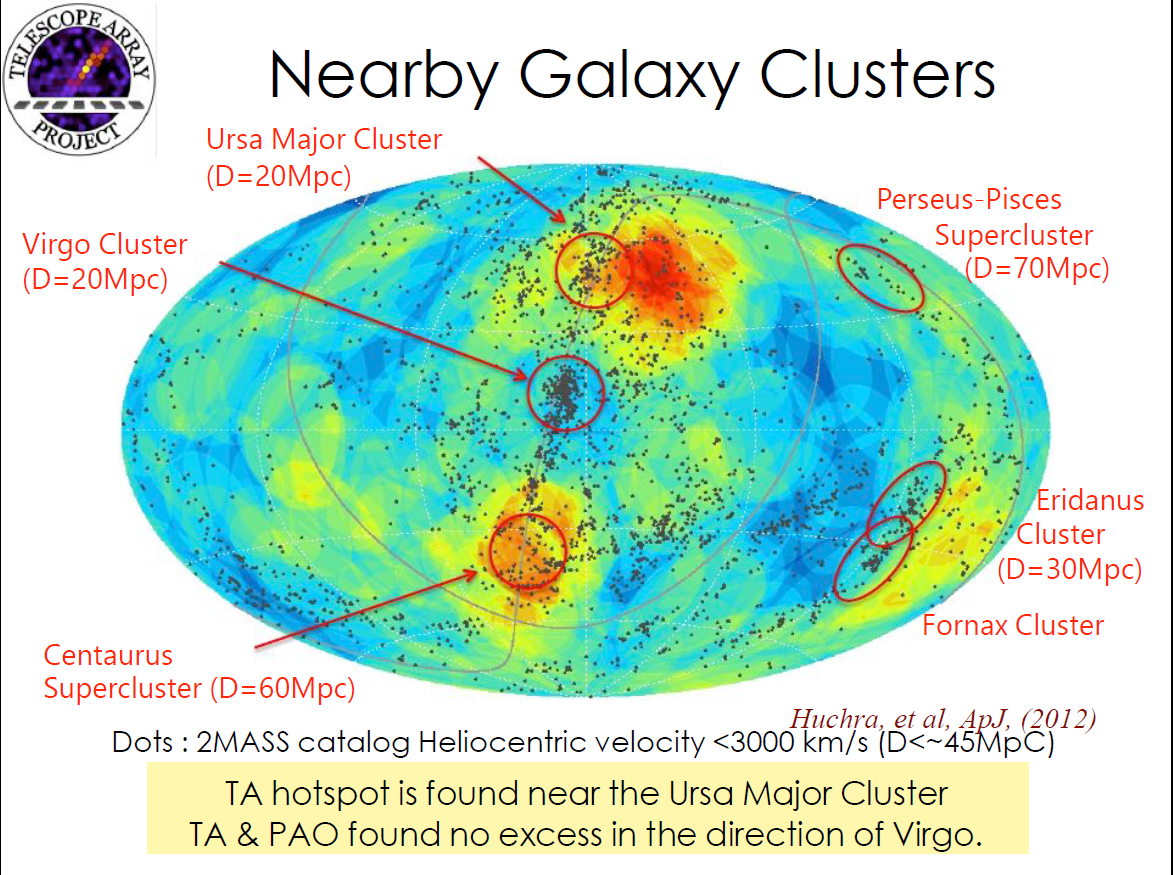 TELESCOPE ARRAY
PROJECT
Nearby Galaxy Clusters
Ursa Major Cluster
(D=20Mpc)
Virgo Cluster
(D=20Mpc)
Perseus-Pisces
Supercluster
(D=70Mpc)
Eridanus
Cluster
(D=30Mpc)
Fornax Cluster
Centaurus
Supercluster (D=60Mpc)
Huchra, et al, ApJ, (2012)
Dots : 2MASS catalog Heliocentric velocity <3000 km/s (D<~45MpC)
TA hotspot is found near the Ursa Major Cluster
TA & PAO found no excess in the direction of Virgo.